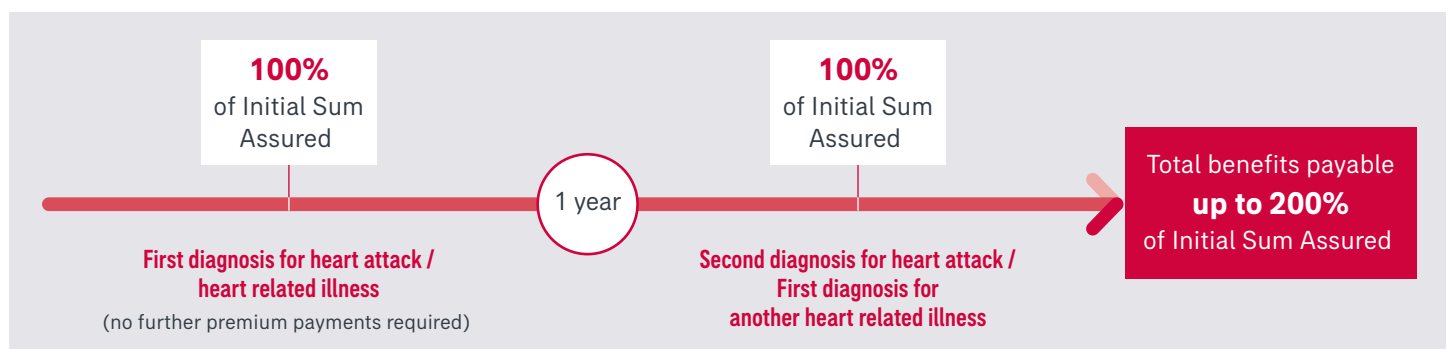 100%
of Initial Sum
Assured
First diagnosis for heart attack /
heart related illness
(no further premium payments required)
1 year
100%
of Initial Sum
Assured
Second diagnosis for heart attack /
First diagnosis for
another heart related illness
Total benefits payable
up to 200%
of Initial Sum Assured